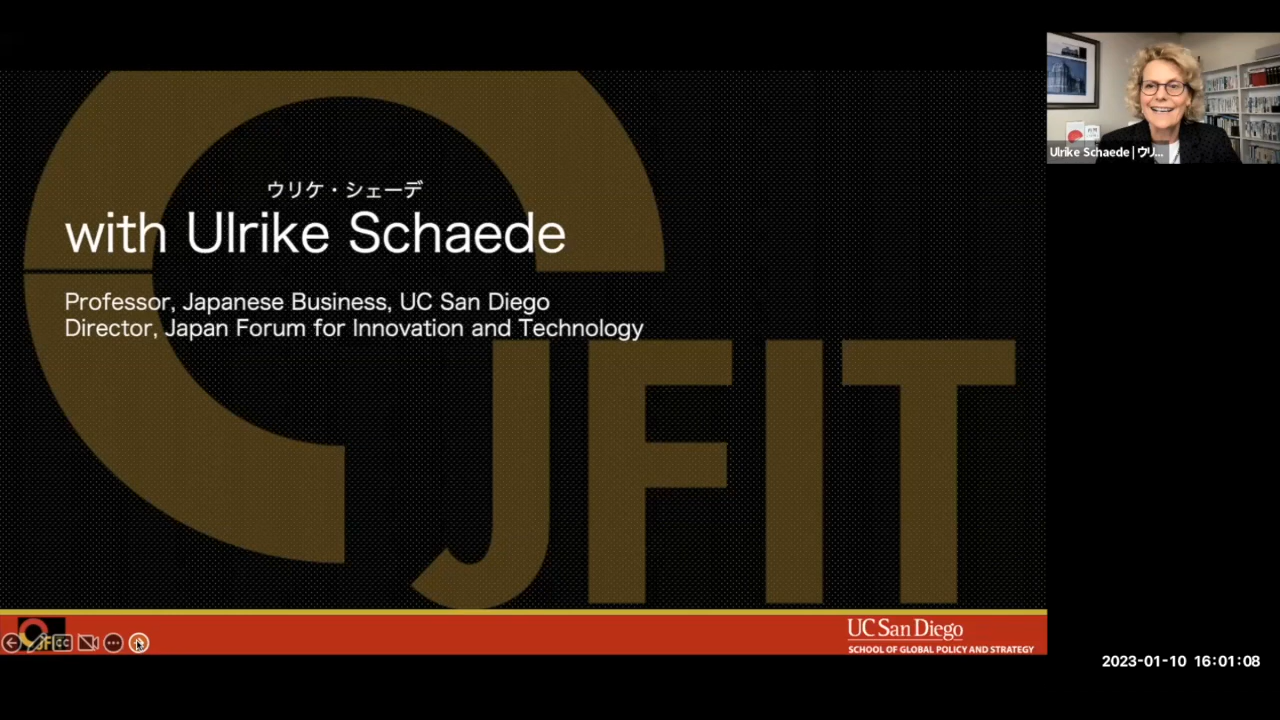 ウリケ・シェーデ
with Ulrike Schaede
Professor, Japanese Business, UC San Diego
Director, Japan Forum for Innovation and Technology
JFIT
UC San Diego
SCHOOL OF GLOBAL POLICY AND STRATEGY
CC
Ulrike Schaede | ウリ...
2023-01-10 16:01:08